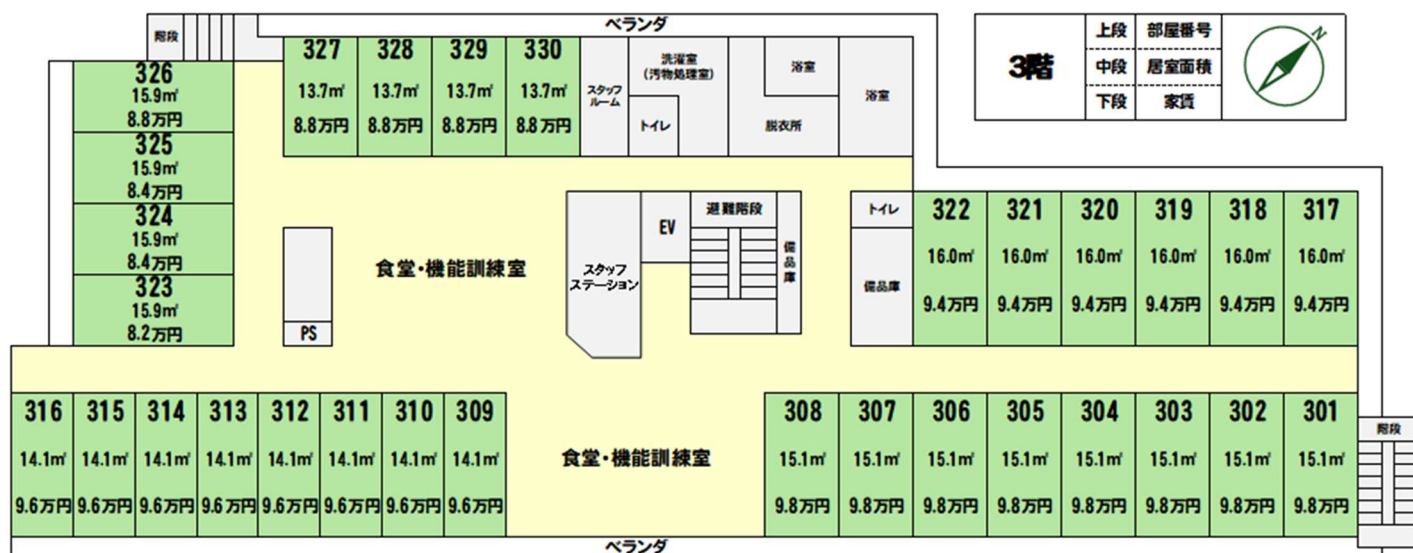 ベランダ
階段
3階
上段 部屋番号
中段 居室面積
下段 家賃
N
327 328 329 330
13.7㎡ 13.7㎡ 13.7㎡ 13.7㎡
8.8万円 8.8万円 8.8万円 8.8万円
スタッフ
ルーム
洗濯室
(汚物処理室)
トイレ
浴室
脱衣所
浴室
326
15.9㎡
8.8万円
325
15.9㎡
8.4万円
324
15.9㎡
8.4万円
323
15.9㎡
8.2万円
PS
食堂・機能訓練室
スタッフ
ステーション
EV
避難階段
備品庫
トイレ
備品庫
322 321 320 319 318 317
16.0㎡ 16.0㎡ 16.0㎡ 16.0㎡ 16.0㎡ 16.0㎡
9.4万円 9.4万円 9.4万円 9.4万円 9.4万円 9.4万円
316 315 314 313 312 311 310 309
14.1㎡ 14.1㎡ 14.1㎡ 14.1㎡ 14.1㎡ 14.1㎡ 14.1㎡ 14.1㎡
9.6万円 9.6万円 9.6万円 9.6万円 9.6万円 9.6万円 9.6万円 9.6万円
食堂・機能訓練室
308 307 306 305 304 303 302 301
15.1㎡ 15.1㎡ 15.1㎡ 15.1㎡ 15.1㎡ 15.1㎡ 15.1㎡ 15.1㎡
9.8万円 9.8万円 9.8万円 9.8万円 9.8万円 9.8万円 9.8万円 9.8万円
階段
ベランダ